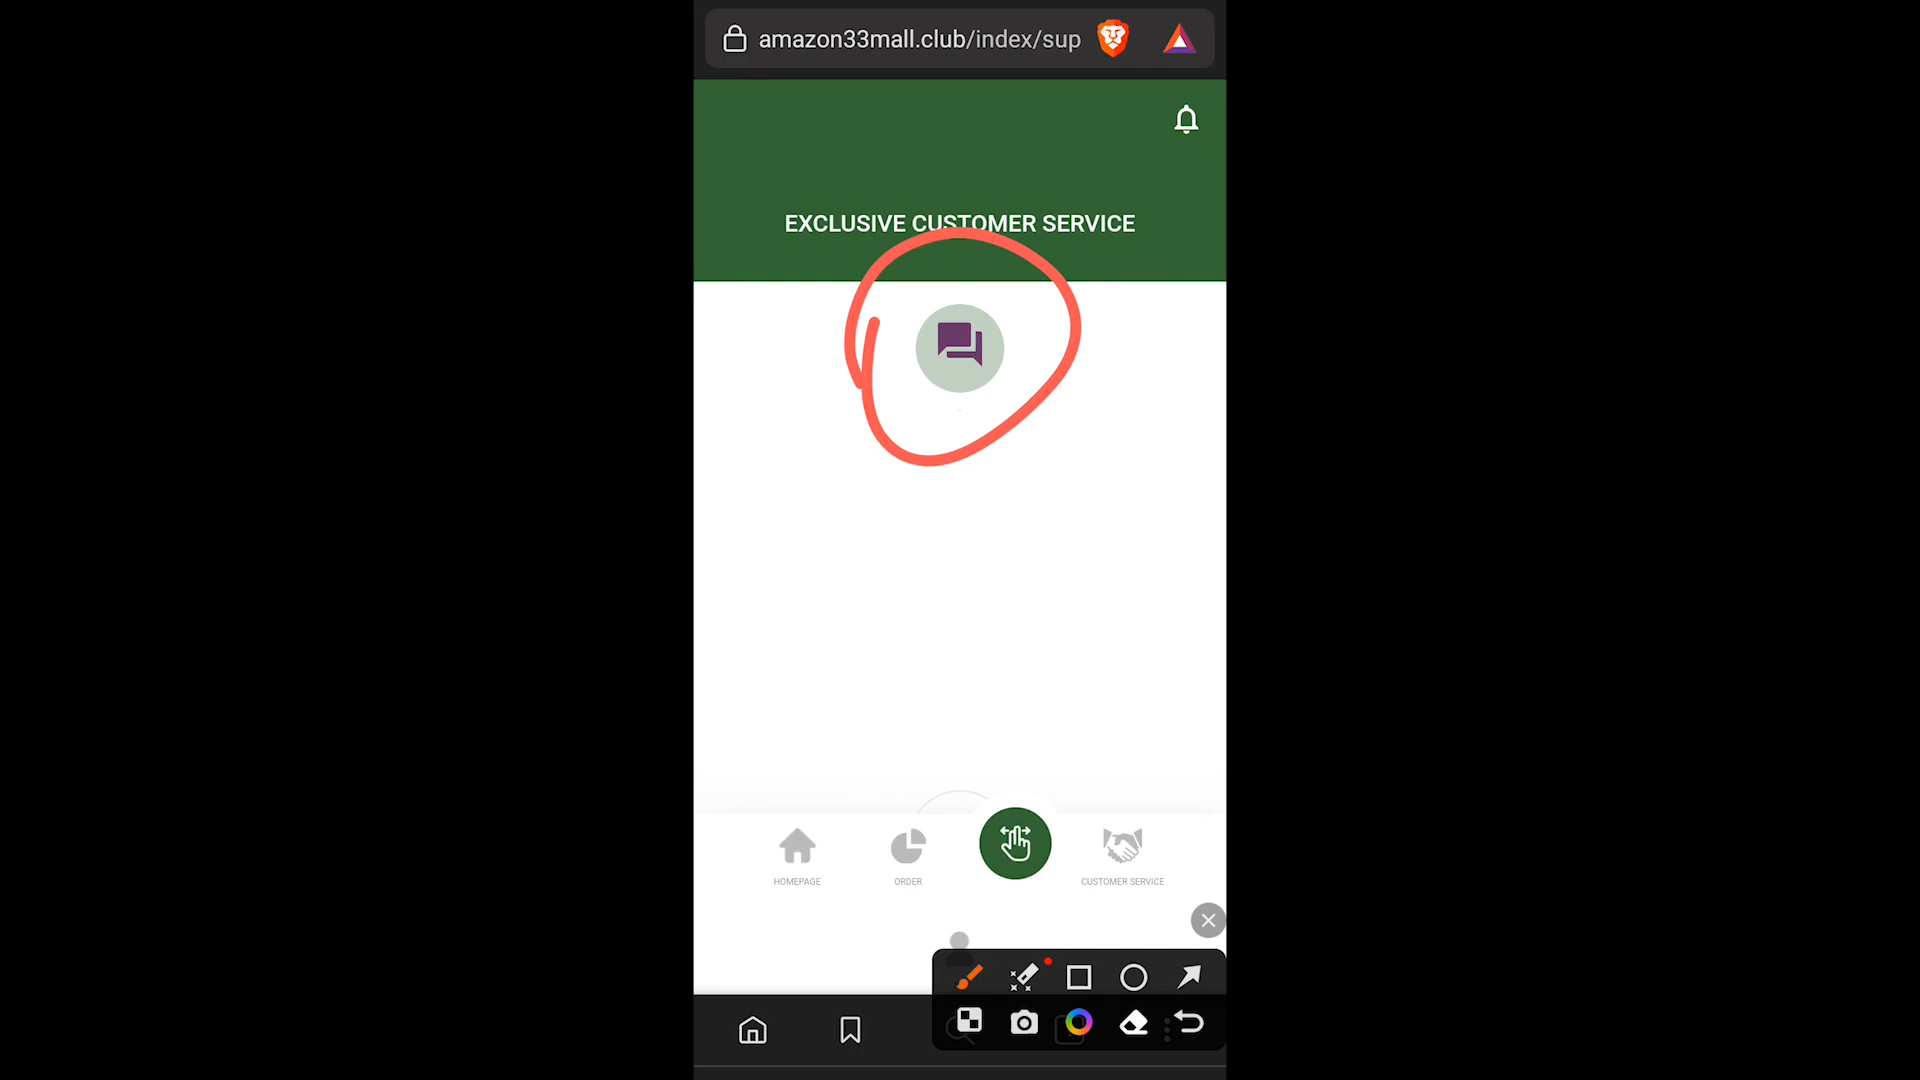 amazon33mall.club/index/sup
EXCLUSIVE CUSTOMER SERVICE
HOMEPAGE
ORDER
CUSTOMER SERVICE